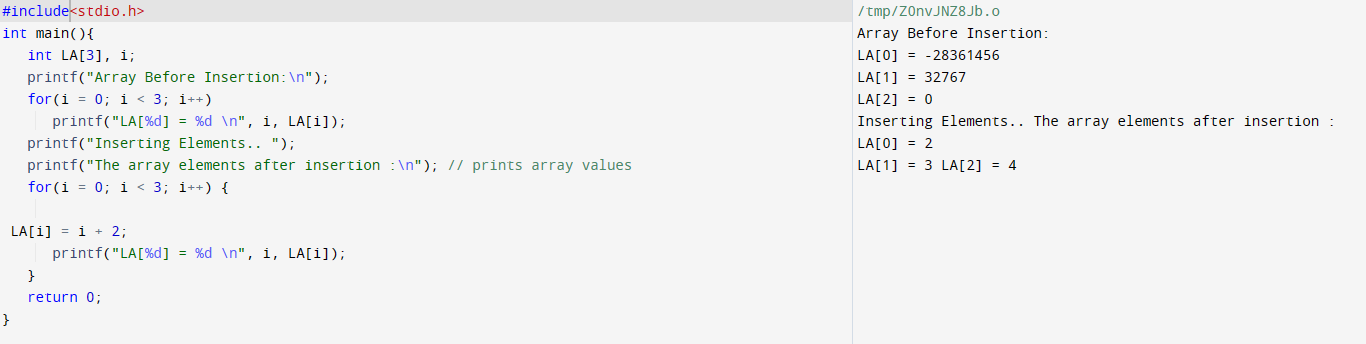 #include<stdio.h>
int main(){
   int LA[3], i;
   printf("Array Before Insertion:\n");
   for(i = 0; i < 3; i++)
      printf("LA[%d] = %d \n", i, LA[i]);
   printf("Inserting Elements.. ");
   printf("The array elements after insertion :\n"); // prints array values
   for(i = 0; i < 3; i++) {
 LA[i] = i + 2;
      printf("LA[%d] = %d \n", i, LA[i]);
   }
   return 0;
}
/tmp/Z0nvJNZ8Jb.o
Array Before Insertion:
LA[0] = -28361456
LA[1] = 32767
LA[2] = 0
Inserting Elements.. The array elements after insertion :
LA[0] = 2
LA[1] = 3 LA[2] = 4